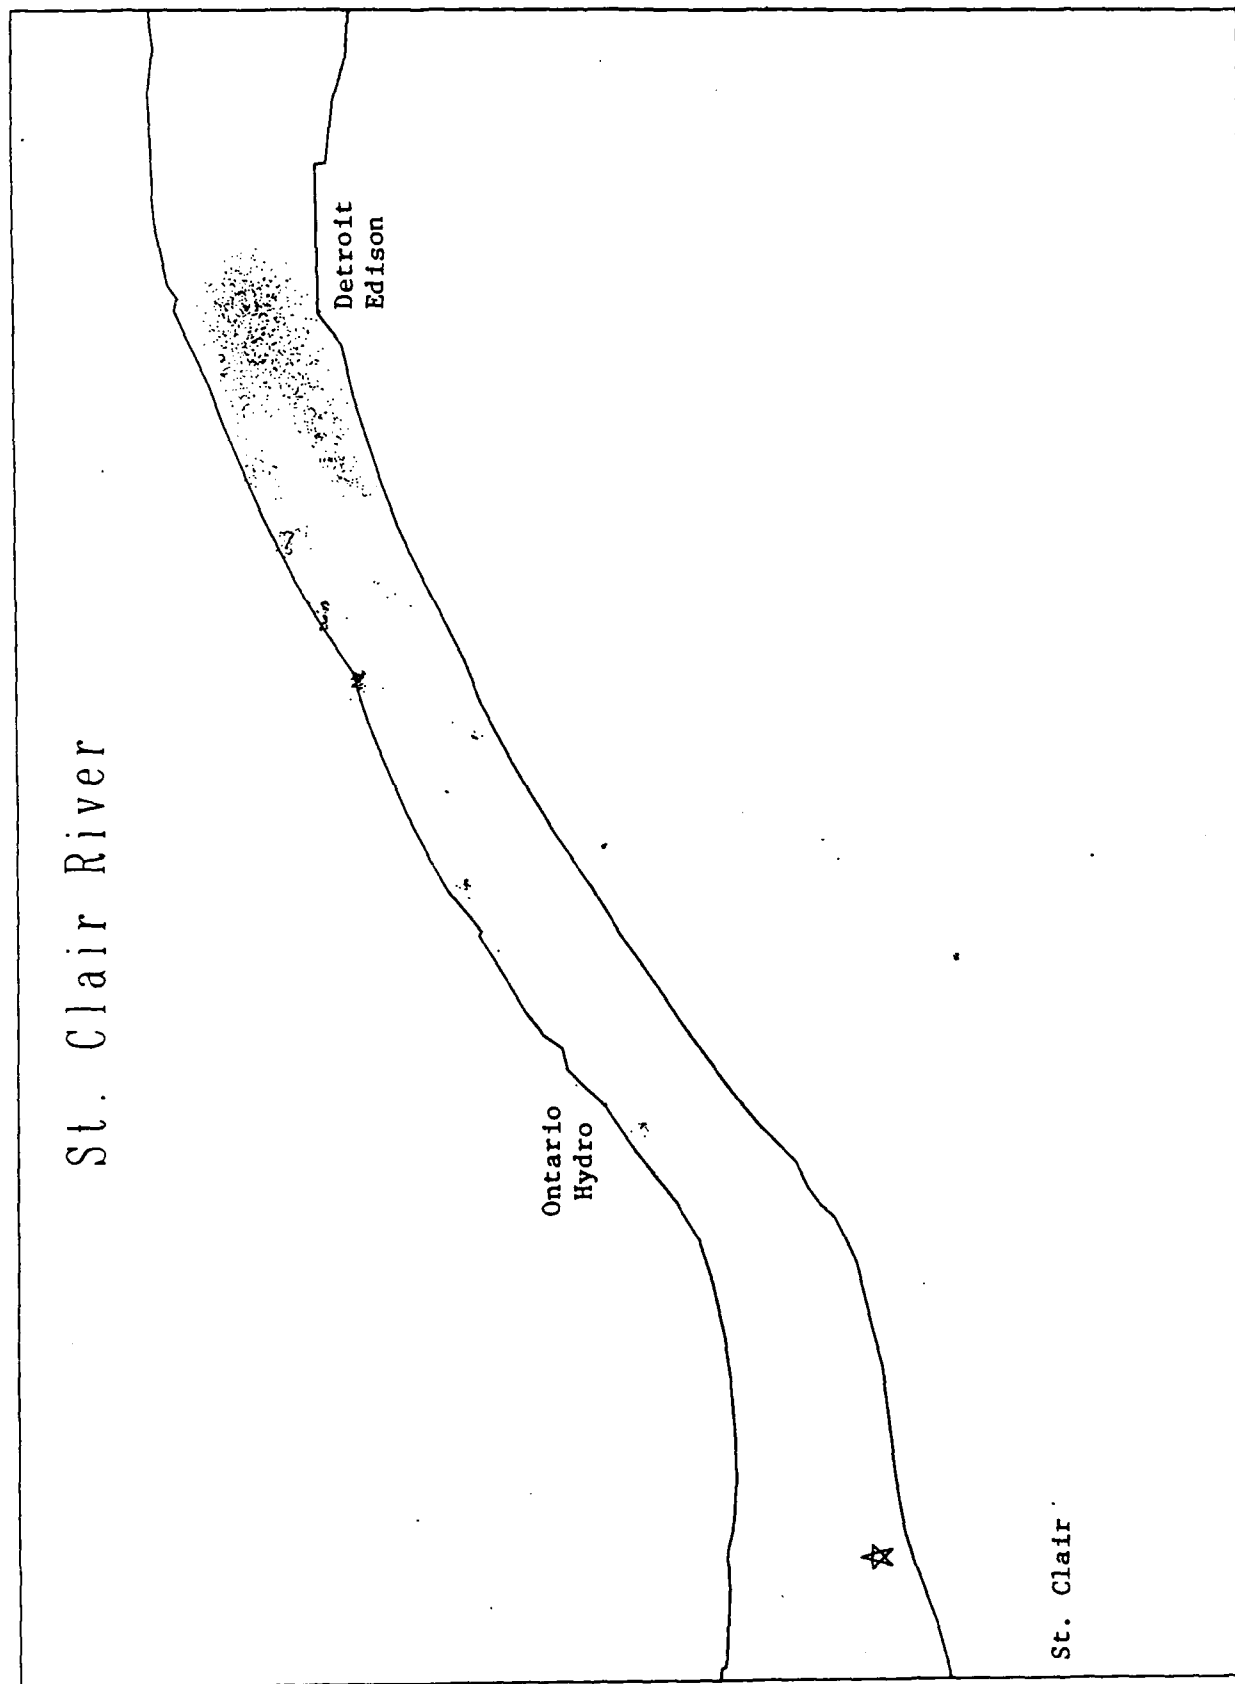 St. Clair River
Detroit
Edison
Ontario
Hydro
St. Clair